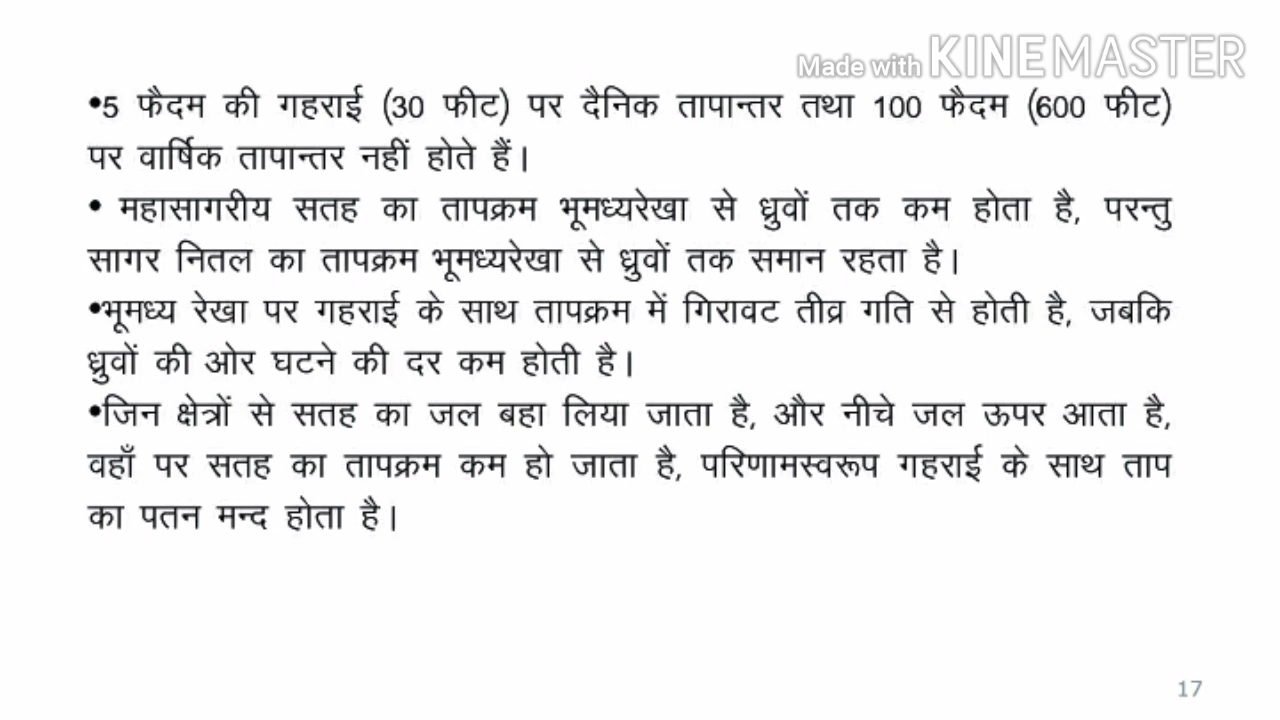 Made with KINEMASTER
•5 फैदम की गहराई (30 फीट) पर दैनिक तापान्तर तथा 100 फैदम (600 फीट)
पर वार्षिक तापान्तर नहीं होते हैं।
• महासागरीय सतह का तापक्रम भूमध्यरेखा से ध्रुवों तक कम होता है, परन्तु
सागर नितल का तापक्रम भूमध्यरेखा से ध्रुवों तक समान रहता है।
•भूमध्य रेखा पर गहराई के साथ तापक्रम में गिरावट तीव्र गति से होती है, जबकि
ध्रुवों की ओर घटने की दर कम होती है।
•जिन क्षेत्रों से सतह का जल बहा लिया जाता है, और नीचे जल ऊपर आता है,
वहाँ पर सतह का तापक्रम कम हो जाता है, परिणामस्वरूप गहराई के साथ ताप
का पतन मन्द होता है।
17